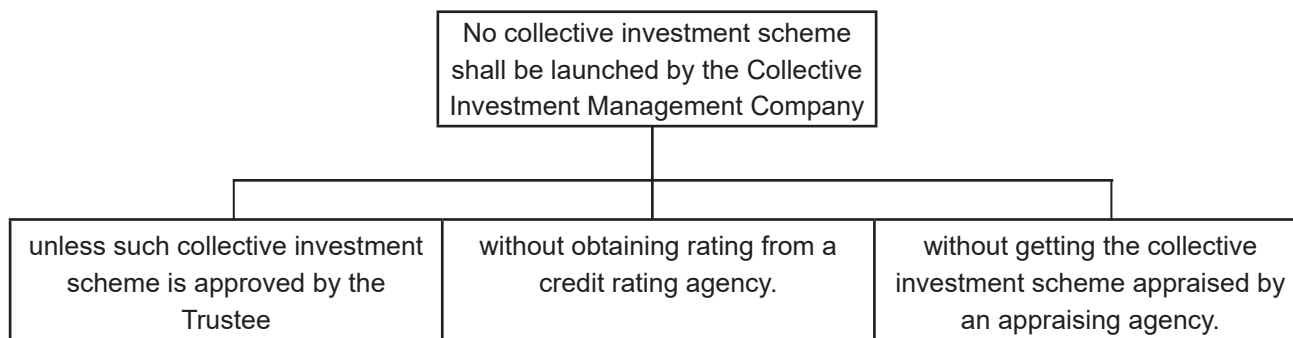 No collective investment scheme
shall be launched by the Collective
Investment Management Company
unless such collective investment
scheme is approved by the
Trustee
without obtaining rating from a
credit rating agency.
without getting the collective
investment scheme appraised by
an appraising agency.